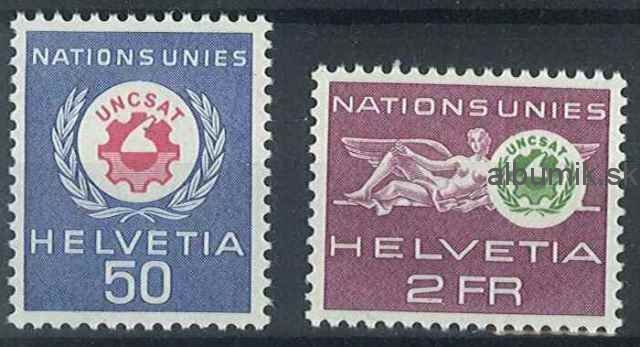 NATIONS UNIES
UNCSAT
HELVETIA
50
NATIONS UNIES
UNCSAT
albumik.sk
HELVETIA
2 FR